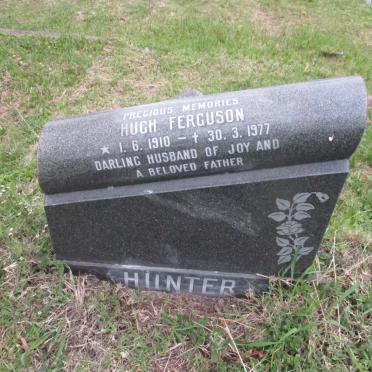 PRECIOUS MEMORIES
HUGH FERGUSON
★ 1. 6. 1910 – ✝ 30. 3. 1977
DARLING HUSBAND OF JOY AND
A BELOVED FATHER
HUNTER